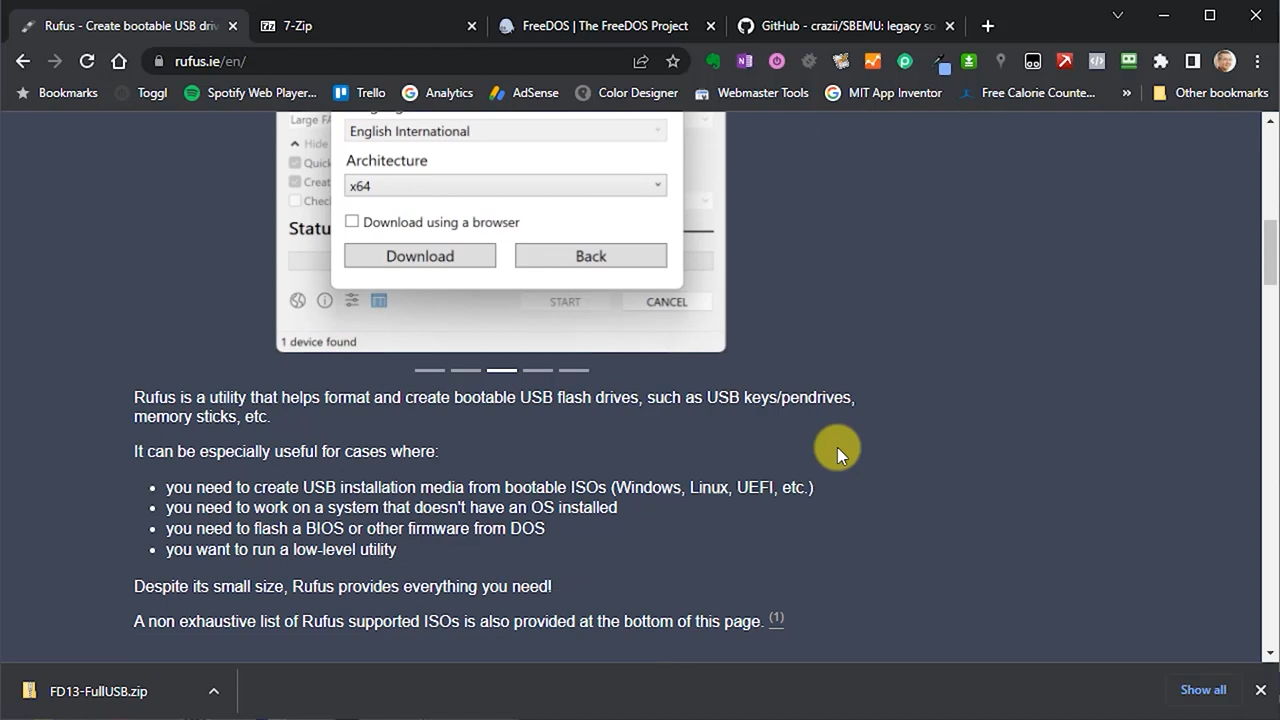 Rufus - Create bootable USB driv
7-Zip
FreeDOS | The FreeDOS Project
GitHub - crazii/SBEMU: legacy so
rufus.ie/en/
Bookmarks
Toggl
Spotify Web Player...
Trello
Analytics
AdSense
Color Designer
Webmaster Tools
MIT App Inventor
Free Calorie Counte...
»
Other bookmarks
Large FA
English International
Hide
Architecture
Quick
x64
Creat
Chec
Download using a browser
Statu
Download
Back
START
CANCEL
1 device found
Rufus is a utility that helps format and create bootable USB flash drives, such as USB keys/pendrives,
memory sticks, etc.
It can be especially useful for cases where:
• you need to create USB installation media from bootable ISOs (Windows, Linux, UEFI, etc.)
• you need to work on a system that doesn't have an OS installed
• you need to flash a BIOS or other firmware from DOS
• you want to run a low-level utility
Despite its small size, Rufus provides everything you need!
A non exhaustive list of Rufus supported ISOs is also provided at the bottom of this page. (1)
FD13-FullUSB.zip
Show all